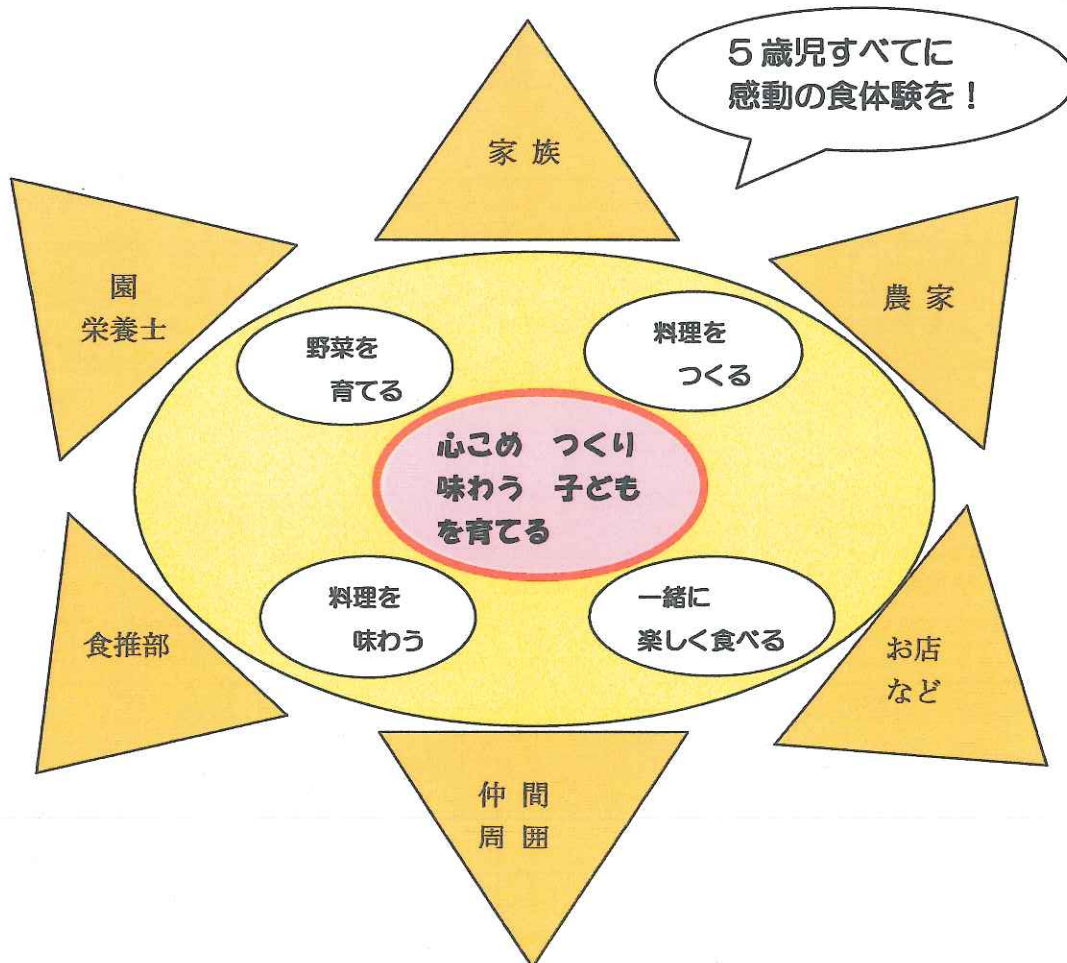 5歳児すべてに
感動の食体験を!
家 族
園
栄養士
農 家
野菜を
育てる
料理を
つくる
心こめ つくり
味わう 子ども
を育てる
料理を
味わう
一緒に
楽しく食べる
食推部
お店
など
仲 間
周 囲